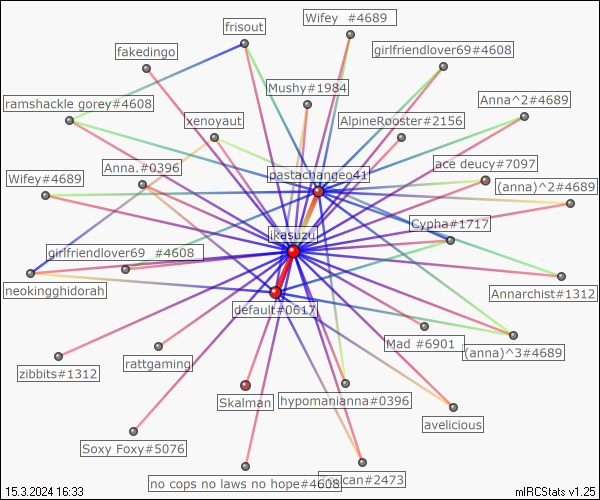 Wifey  #4689
frisout
fakedingo
girlfriendlover69#4608
Mushy#1984
ramshackle gorey#4608
Anna^2#4689
xenoyaut
AlpineRooster#2156
ace deucy#7097
Anna.#0396
pastachangeo41
Wifey#4689
(anna)^2#4689
Cypha#1717
ikasuzu
girlfriendlover69  #4608
neokingghidorah
Annarchist#1312
default#0617
Mad #6901
(anna)^3#4689
rattgaming
zibbits#1312
Skalman
hypomanianna#0396
avelicious
Soxy Foxy#5076
no cops no laws no hope#4608
can#2473
15.3.2024 16:33
mIRCStats v1.25